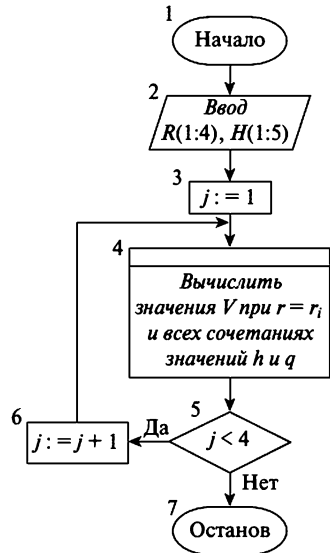 1
Начало
2
Ввод
R(1:4), H(1:5)
3
j : = 1
4
Вычислить
значения V при r = rᵢ
и всех сочетаниях
значений h и q
5
j < 4
Да
6
j : = j + 1
Нет
7
Останов